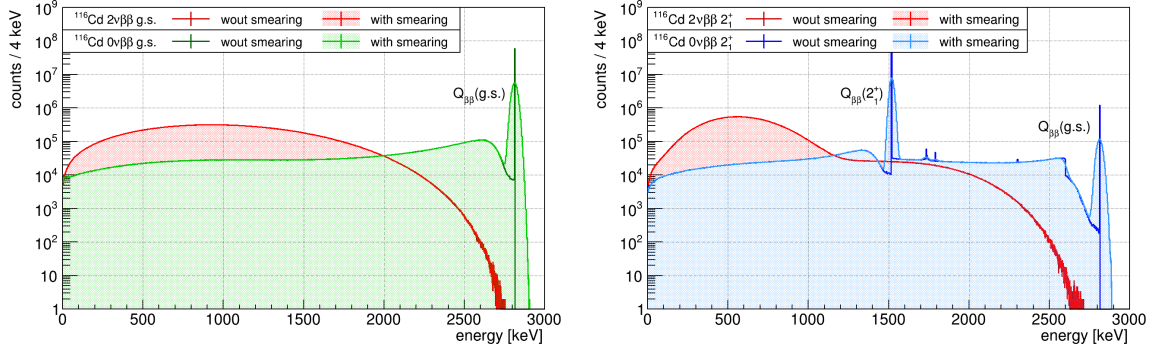 ¹¹⁶Cd 2νββ g.s. wout smearing with smearing
¹¹⁶Cd 0νββ g.s. wout smearing with smearing
counts / 4 keV
10⁹
10⁸
10⁷
10⁶
10⁵
10⁴
10³
10²
10
1
Qββ(g.s.)
0 500 1000 1500 2000 2500 3000
energy [keV]
¹¹⁶Cd 2νββ 2₁⁺ wout smearing with smearing
¹¹⁶Cd 0νββ 2₁⁺ wout smearing with smearing
counts / 4 keV
10⁹
10⁸
10⁷
10⁶
10⁵
10⁴
10³
10²
10
1
Qββ(2₁⁺)
Qββ(g.s.)
0 500 1000 1500 2000 2500 3000
energy [keV]